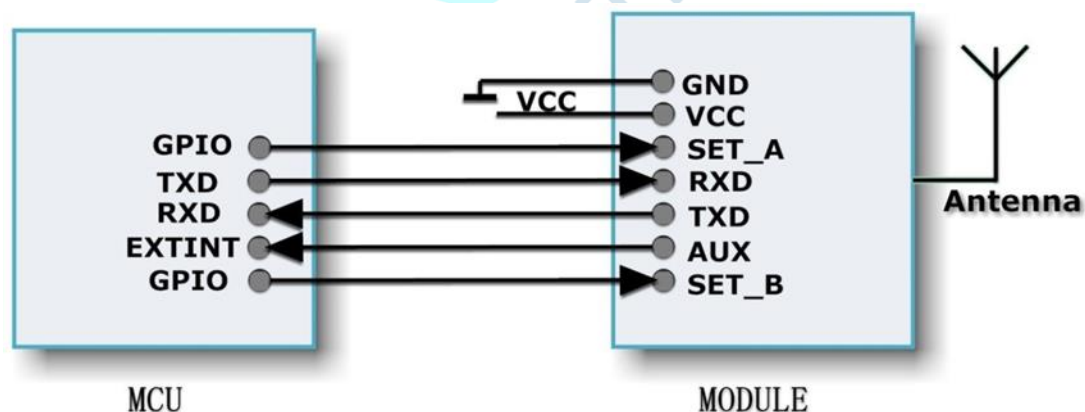 GND
VCC
VCC
GPIO
SET_A
TXD
RXD
RXD
TXD
EXTINT
AUX
GPIO
SET_B
Antenna
MCU
MODULE